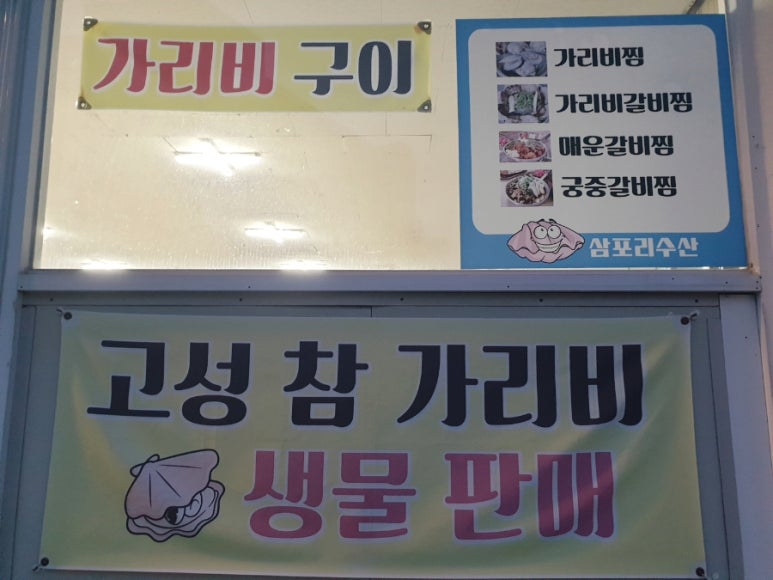 가리비 구이
가리비찜
가리비갈비찜
매운갈비찜
궁중갈비찜
삼포리수산
고성 참 가리비
생물 판매